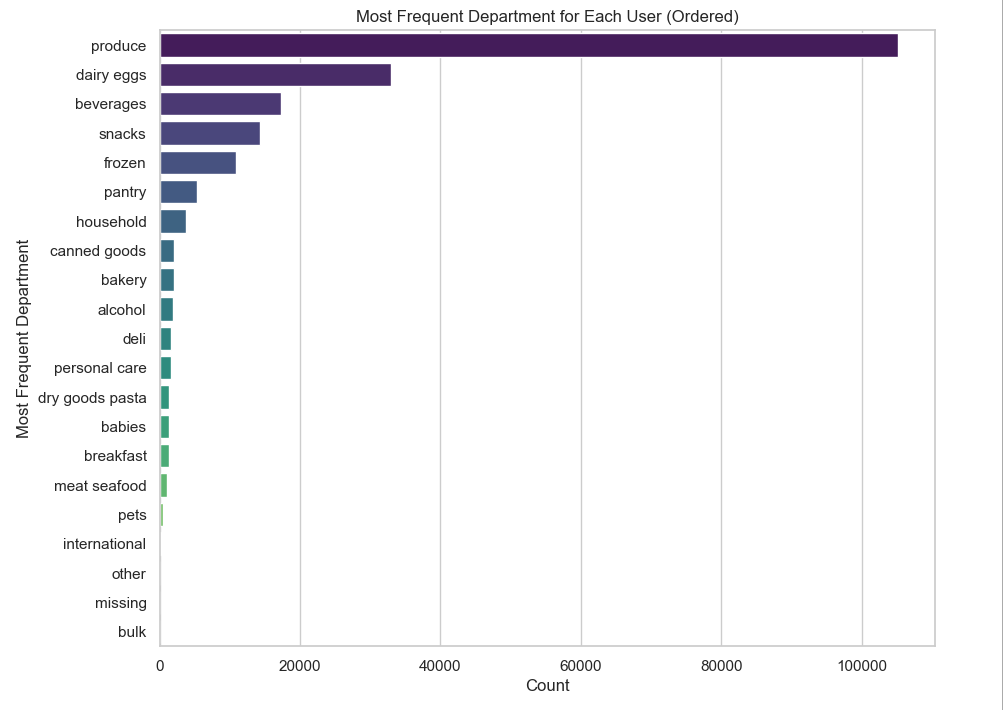 Most Frequent Department for Each User (Ordered)
produce
dairy eggs
beverages
snacks
frozen
pantry
household
canned goods
bakery
alcohol
deli
personal care
dry goods pasta
babies
breakfast
meat seafood
pets
international
other
missing
bulk
Most Frequent Department
0 20000 40000 60000 80000 100000
Count